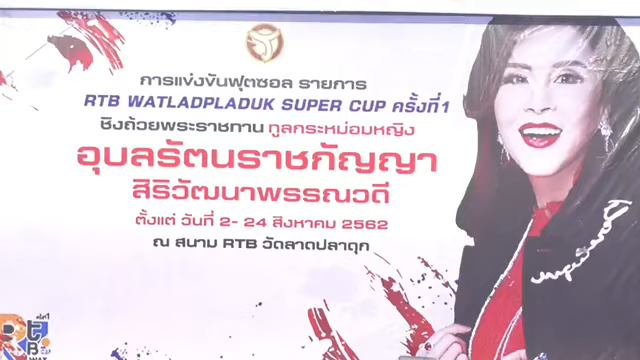 การแข่งขันฟุตซอล รายการ
RTB WATLADPLADUK SUPER CUP ครั้งที่1
ชิงถ้วยพระราชทาน ทูลกระหม่อมหญิง
อุบลรัตนราชกัญญา
สิริวัฒนาพรรณวดี
ตั้งแต่ วันที่ 2- 24 สิงหาคม 2562
ณ สนาม RTB วัดลาดปลาดุก